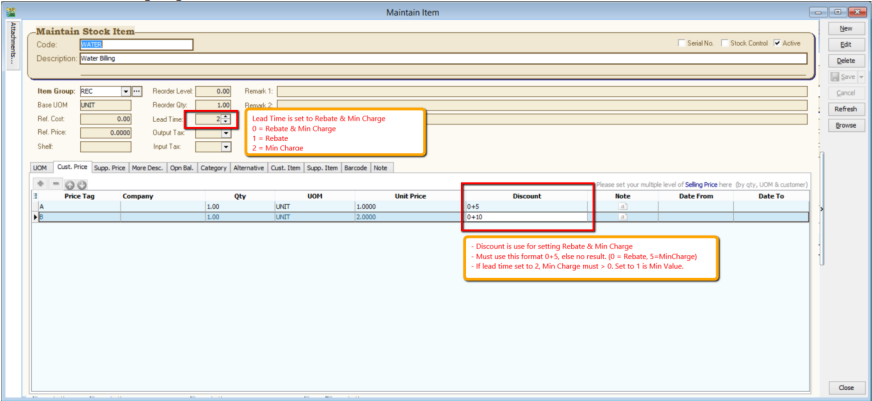 Maintain Item
Attachments...
Maintain Stock Item
Code: WATER
Serial No. Stock Control Active
Description: Water Billing
Item Group: REC Reorder Level: 0.00 Remark 1:
Base UOM UNIT Reorder Qty: 1.00 Remark 2:
Ref. Cost: 0.00 Lead Time: 2
Ref. Price: 0.0000 Output Tax:
Shelf: Input Tax:
Lead Time is set to Rebate & Min Charge
0 = Rebate & Min Charge
1 = Rebate
2 = Min Charge
UOM Cust. Price Supp. Price More Desc. Opn Bal. Category Alternative Cust. Item Supp. Item Barcode Note
Please set your multiple level of Selling Price here (by qty, UOM & customer)
Price Tag Company Qty UOM Unit Price Discount Note Date From Date To
A 1.00 UNIT 1.0000 0+5
B 1.00 UNIT 2.0000 0+10
- Discount is use for setting Rebate & Min Charge
- Must use this format 0+5, else no result. (0 = Rebate, 5=MinCharge)
- If lead time set to 2, Min Charge must > 0. Set to 1 is Min Value.
New
Edit
Delete
Save
Cancel
Refresh
Browse
Close